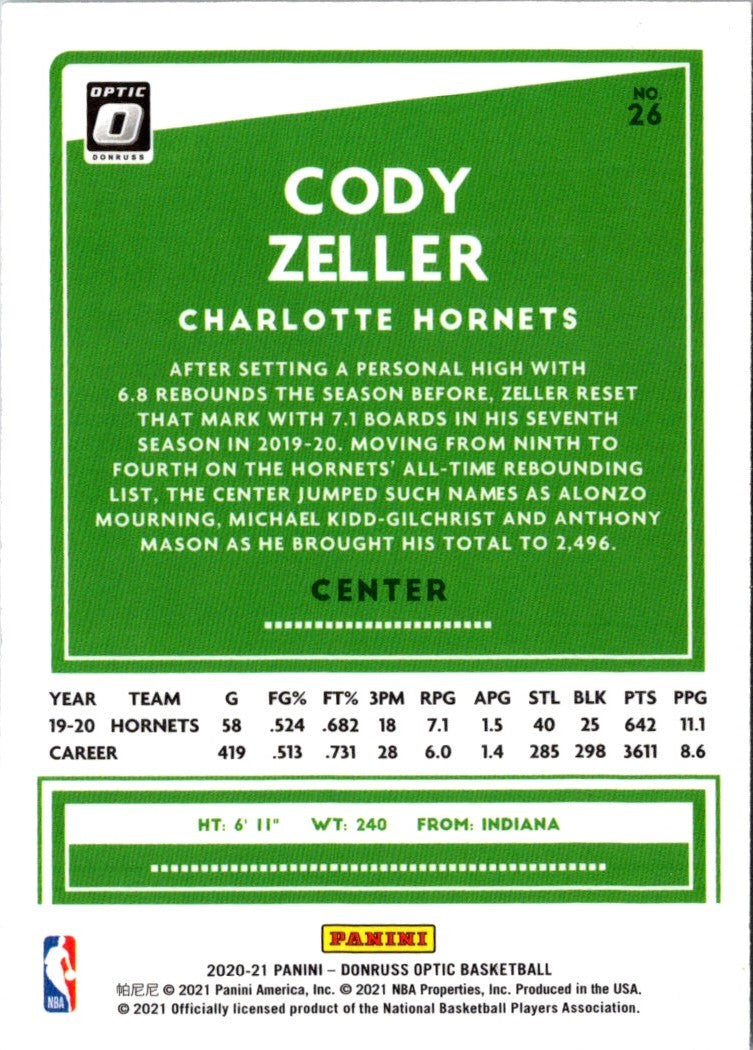 OPTIC
DONRUSS
NO.
26
CODY
ZELLER
CHARLOTTE HORNETS
AFTER SETTING A PERSONAL HIGH WITH
6.8 REBOUNDS THE SEASON BEFORE, ZELLER RESET
THAT MARK WITH 7.1 BOARDS IN HIS SEVENTH
SEASON IN 2019-20. MOVING FROM NINTH TO
FOURTH ON THE HORNETS' ALL-TIME REBOUNDING
LIST, THE CENTER JUMPED SUCH NAMES AS ALONZO
MOURNING, MICHAEL KIDD-GILCHRIST AND ANTHONY
MASON AS HE BROUGHT HIS TOTAL TO 2,496.
CENTER
YEAR TEAM G FG% FT% 3PM RPG APG STL BLK PTS PPG
19-20 HORNETS 58 .524 .682 18 7.1 1.5 40 25 642 11.1
CAREER 419 .513 .731 28 6.0 1.4 285 298 3611 8.6
HT: 6' 11" WT: 240 FROM: INDIANA
PANINI
NBA
2020-21 PANINI – DONRUSS OPTIC BASKETBALL
帕尼尼 © 2021 Panini America, Inc. © 2021 NBA Properties, Inc. Produced in the USA.
© 2021 Officially licensed product of the National Basketball Players Association.